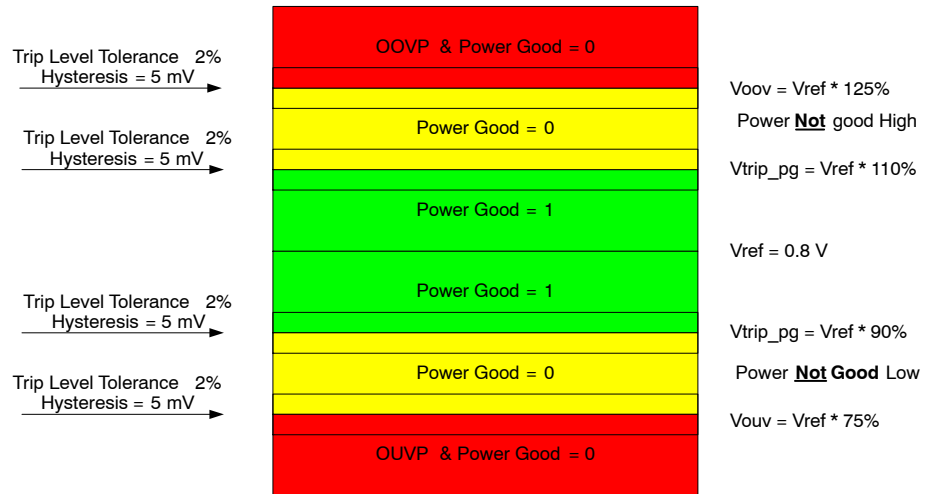 OOVP & Power Good = 0
Trip Level Tolerance 2%
Hysteresis = 5 mV
Voov = Vref * 125%
Power Good = 0
Power Not good High
Trip Level Tolerance 2%
Hysteresis = 5 mV
Vtrip_pg = Vref * 110%
Power Good = 1
Vref = 0.8 V
Power Good = 1
Trip Level Tolerance 2%
Hysteresis = 5 mV
Vtrip_pg = Vref * 90%
Power Good = 0
Power Not Good Low
Trip Level Tolerance 2%
Hysteresis = 5 mV
Vouv = Vref * 75%
OUVP & Power Good = 0